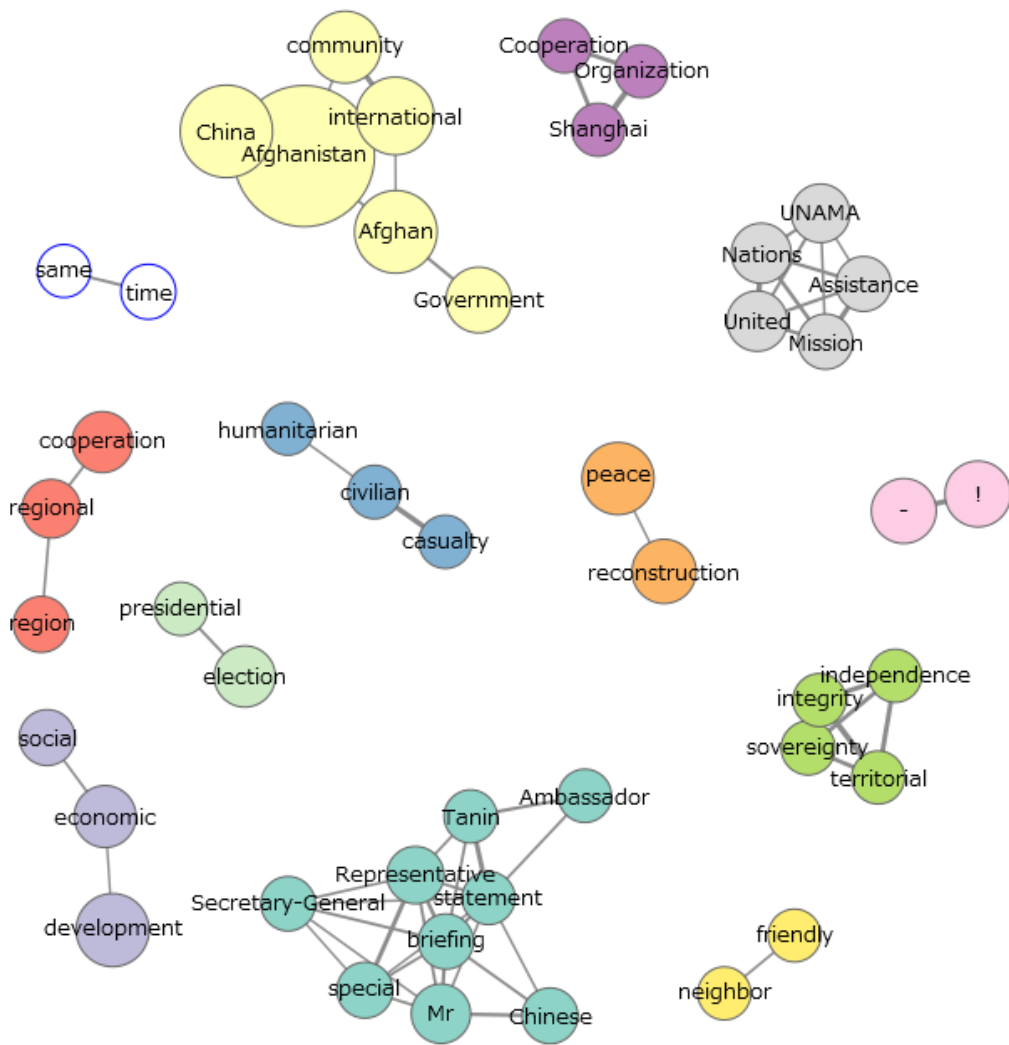 community
Cooperation
Organization
international
Shanghai
China
Afghanistan
UNAMA
Afghan
Nations
same
Assistance
time
Government
United
Mission
cooperation
humanitarian
peace
civilian
!
regional
-
casualty
reconstruction
presidential
region
independence
election
integrity
social
sovereignty
territorial
Ambassador
economic
Tanin
Representative
statement
Secretary-General
development
friendly
briefing
special
neighbor
Mr
Chinese